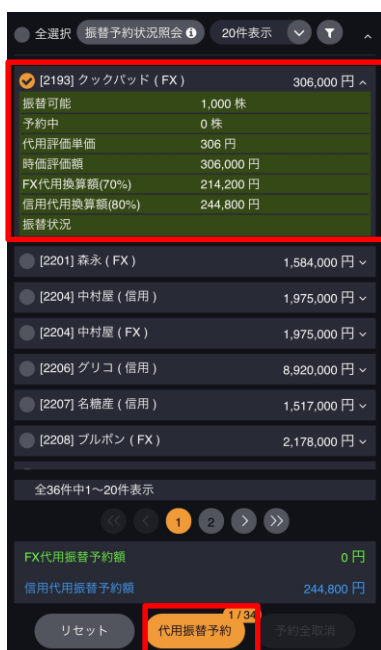 全選択 振替予約状況照会 20件表示
[2193] クックパッド ( FX ) 306,000 円
振替可能 1,000 株
予約中 0 株
代用評価単価 306 円
時価評価額 306,000 円
FX代用換算額(70%) 214,200 円
信用代用換算額(80%) 244,800 円
振替状況
[2201] 森永 ( FX ) 1,584,000 円
[2204] 中村屋 ( 信用 ) 1,975,000 円
[2204] 中村屋 ( FX ) 1,975,000 円
[2206] グリコ ( 信用 ) 8,920,000 円
[2207] 名糖産 ( 信用 ) 1,517,000 円
[2208] ブルボン ( FX ) 2,178,000 円
全36件中1〜20件表示
1 2
FX代用振替予約額 0 円
信用代用振替予約額 244,800 円
1 / 34
リセット 代用振替予約 予約全取消